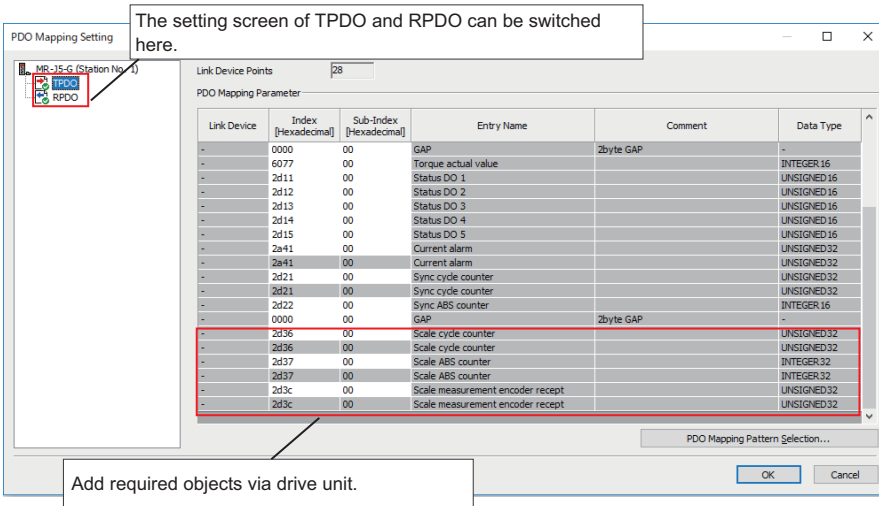 The setting screen of TPDO and RPDO can be switched
here.
PDO Mapping Setting
MR-J5-G (Station No. 1)
TPDO
RPDO
Link Device Points 28
PDO Mapping Parameter
Link Device Index [Hexadecimal] Sub-Index [Hexadecimal] Entry Name Comment Data Type
- 0000 00 GAP 2byte GAP -
- 6077 00 Torque actual value INTEGER16
- 2d11 00 Status DO 1 UNSIGNED16
- 2d12 00 Status DO 2 UNSIGNED16
- 2d13 00 Status DO 3 UNSIGNED16
- 2d14 00 Status DO 4 UNSIGNED16
- 2d15 00 Status DO 5 UNSIGNED16
- 2a41 00 Current alarm UNSIGNED32
- 2a41 00 Current alarm UNSIGNED32
- 2d21 00 Sync cycle counter UNSIGNED32
- 2d21 00 Sync cycle counter UNSIGNED32
- 2d22 00 Sync ABS counter INTEGER16
- 0000 00 GAP 2byte GAP -
- 2d36 00 Scale cycle counter UNSIGNED32
- 2d36 00 Scale cycle counter UNSIGNED32
- 2d37 00 Scale ABS counter INTEGER32
- 2d37 00 Scale ABS counter INTEGER32
- 2d3c 00 Scale measurement encoder recept UNSIGNED32
- 2d3c 00 Scale measurement encoder recept UNSIGNED32
PDO Mapping Pattern Selection...
OK Cancel
Add required objects via drive unit.